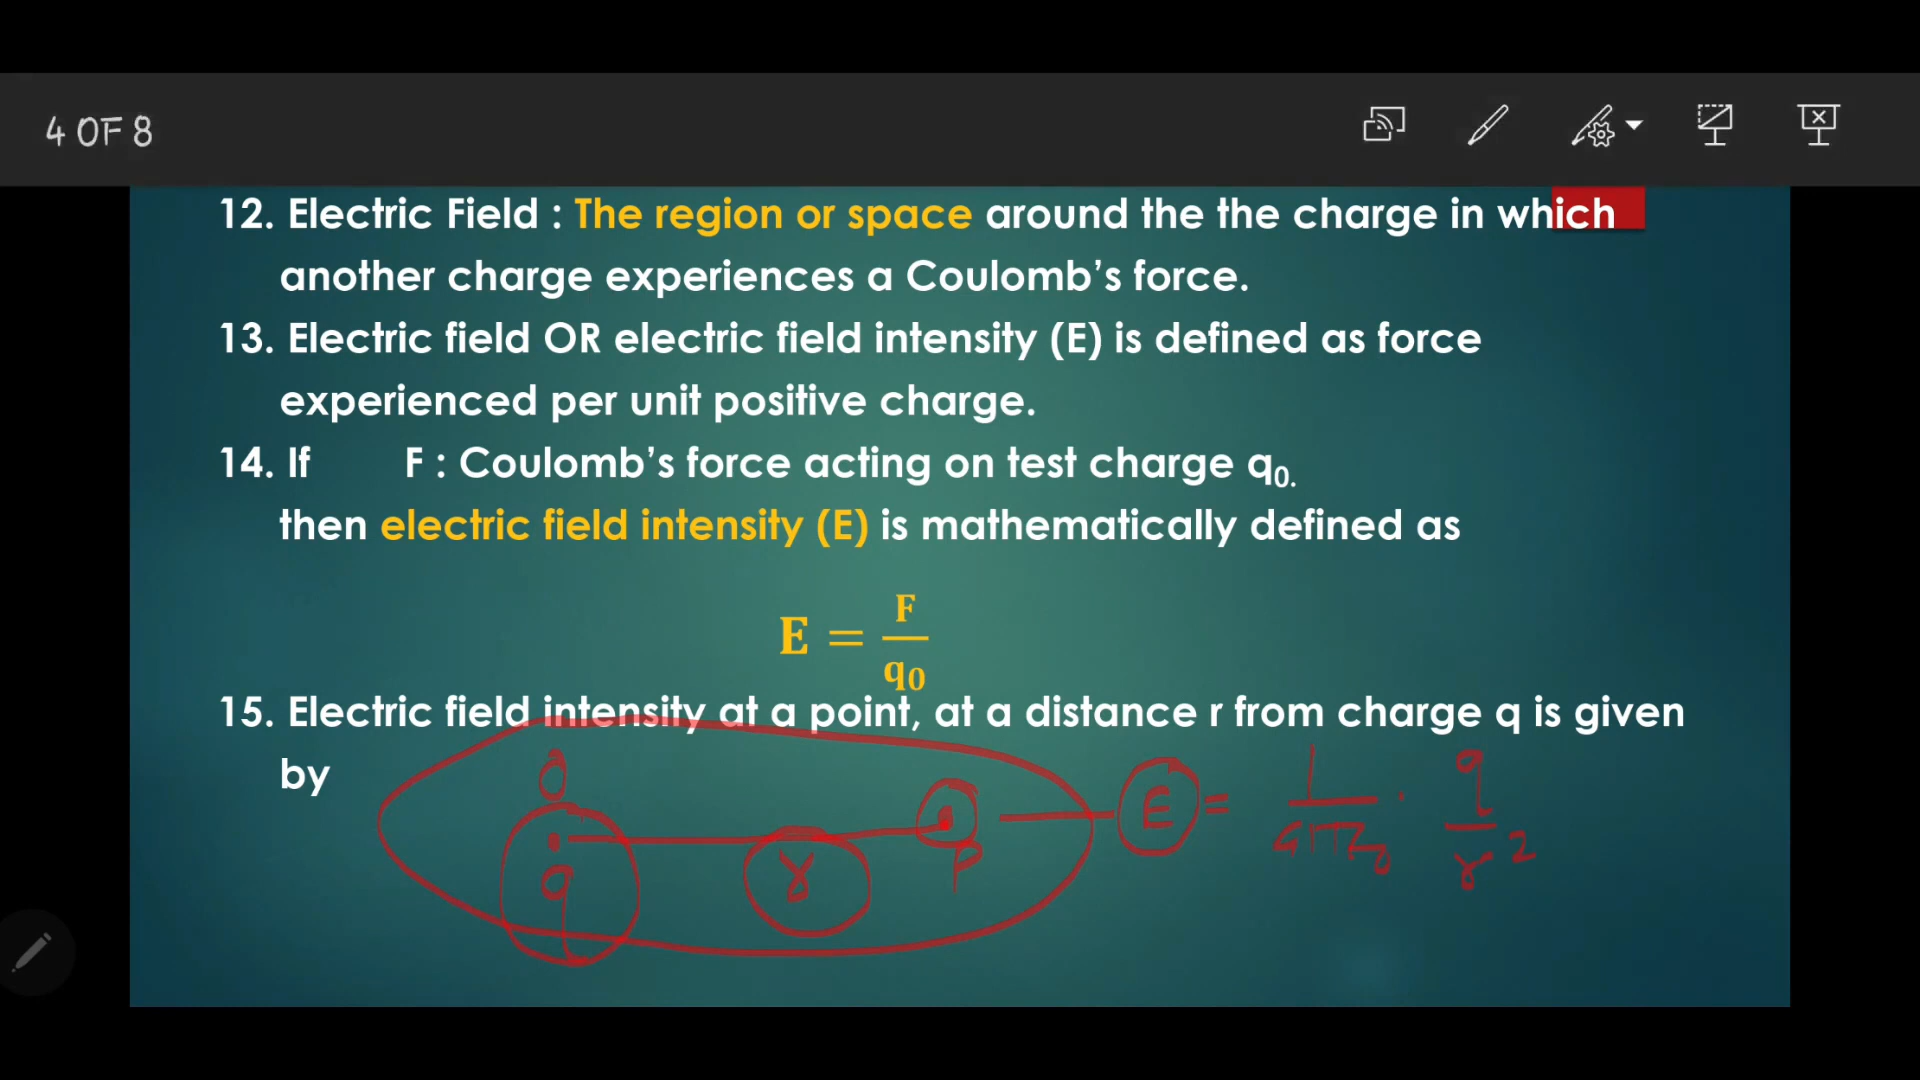 4 OF 8
12. Electric Field : The region or space around the the charge in which
another charge experiences a Coulomb's force.
13. Electric field OR electric field intensity (E) is defined as force
experienced per unit positive charge.
14. If F : Coulomb's force acting on test charge q₀.
then electric field intensity (E) is mathematically defined as
E = F/q₀
15. Electric field intensity at a point, at a distance r from charge q is given
by
O
q r P E = 1/4πε₀ · q/r²